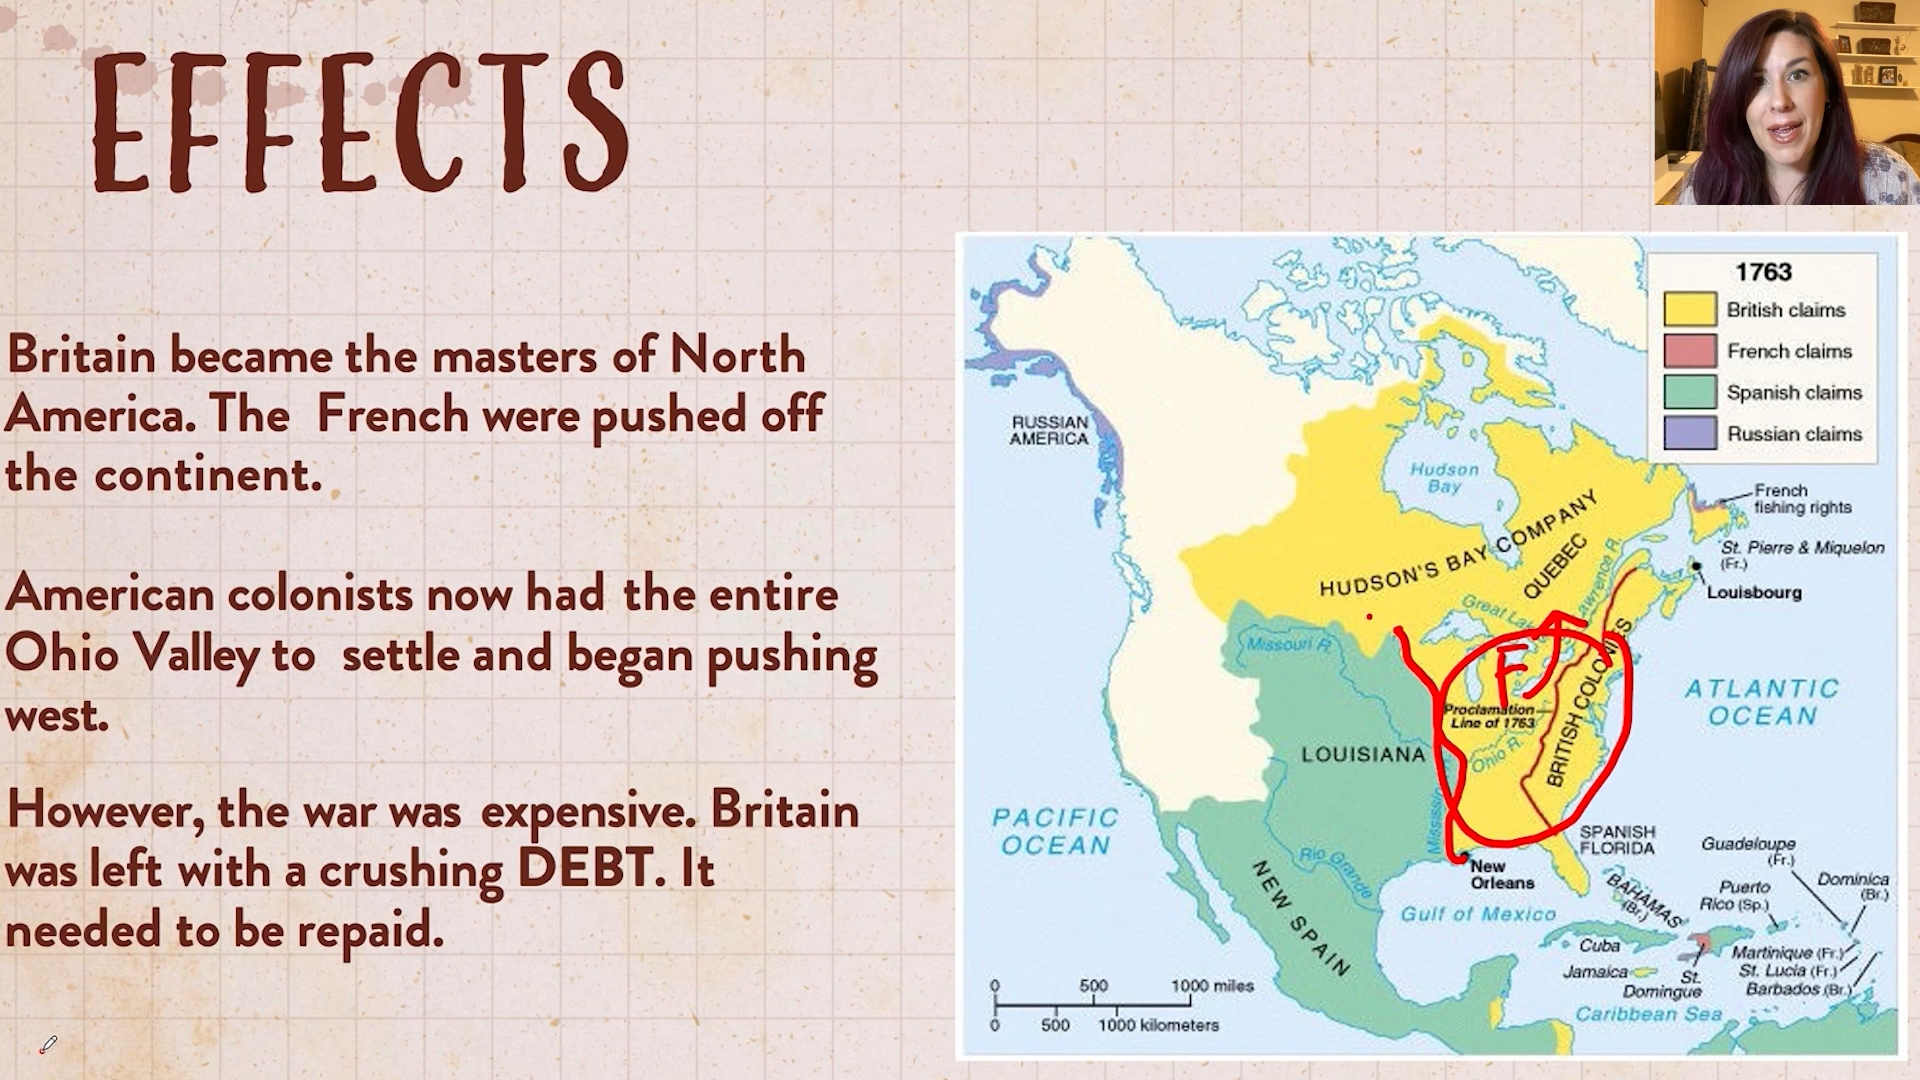 EFFECTS
Britain became the masters of North
America. The French were pushed off
the continent.
American colonists now had the entire
Ohio Valley to settle and began pushing
west.
However, the war was expensive. Britain
was left with a crushing DEBT. It
needed to be repaid.
1763
British claims
French claims
Spanish claims
Russian claims
RUSSIAN
AMERICA
Hudson
Bay
French
fishing rights
St. Pierre & Miquelon
(Fr.)
Louisbourg
HUDSON'S BAY COMPANY
QUEBEC
Great
Missouri R.
F
Proclamation
Line of 1763
Ohio R.
BRITISH
LOUISIANA
ATLANTIC
OCEAN
PACIFIC
OCEAN
SPANISH
FLORIDA
New
Orleans
Rio Grande
NEW SPAIN
Gulf of Mexico
BAHAMAS
(Br.)
Guadeloupe
(Fr.)
Dominica
(Br.)
Puerto
Rico (Sp.)
Cuba
Jamaica
St.
Domingue
Martinique (Fr.)
St. Lucia (Fr.)
Barbados (Br.)
Caribbean Sea
0 500 1000 miles
0 500 1000 kilometers